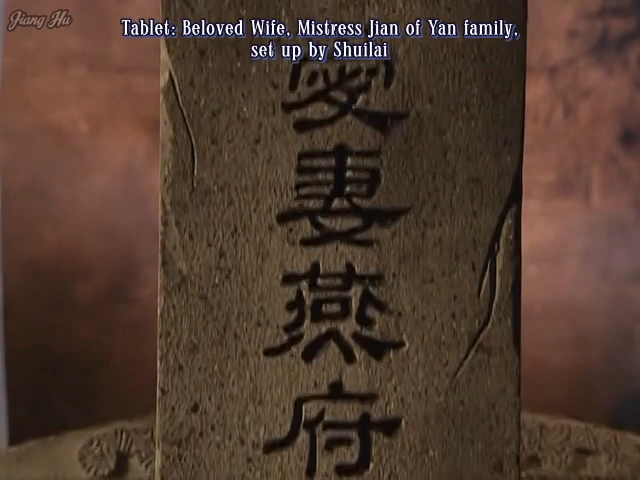 Jiang Hu
Tablet: Beloved Wife, Mistress Jian of Yan family,
set up by Shuilai
愛妻燕府